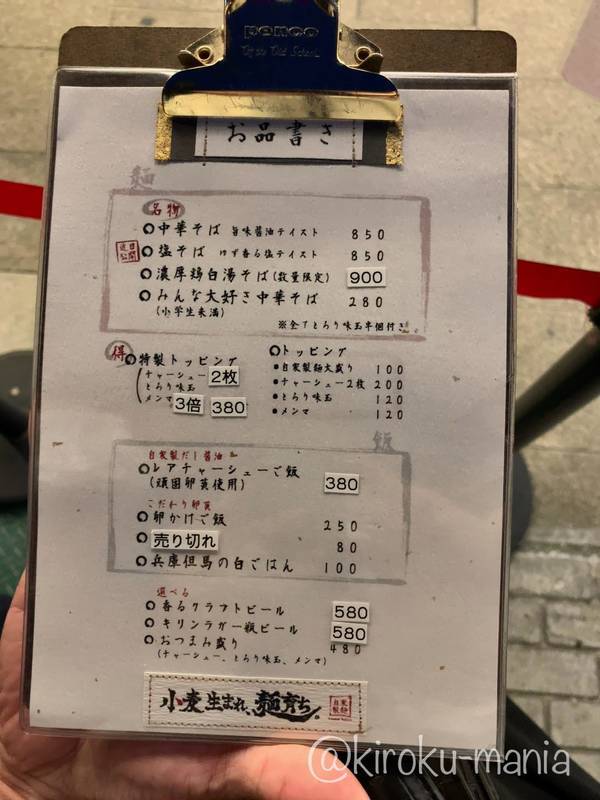 penco
お品書き
麺
名物
中華そば 旨味醤油テイスト 850
近日公開 塩そば ゆず香る塩テイスト 850
濃厚鶏白湯そば(数量限定) 900
みんな大好き中華そば 280
(小学生未満)
※全てとろり味玉半個付き
得 特製トッピング
チャーシュー2枚
とろり味玉
メンマ3倍 380
トッピング
自家製麺大盛り 100
チャーシュー2枚 200
とろり味玉 120
メンマ 120
飯
自家製だし醤油
レアチャーシューご飯
(頑固卵黄使用) 380
こだわり卵黄
卵かけご飯 250
売り切れ 80
兵庫但馬の白ごはん 100
選べる
香るクラフトビール 580
キリンラガー瓶ビール 580
おつまみ盛り 480
(チャーシュー、とろり味玉、メンマ)
小麦生まれ、麺育ち。
自家製麺
@kiroku-mania